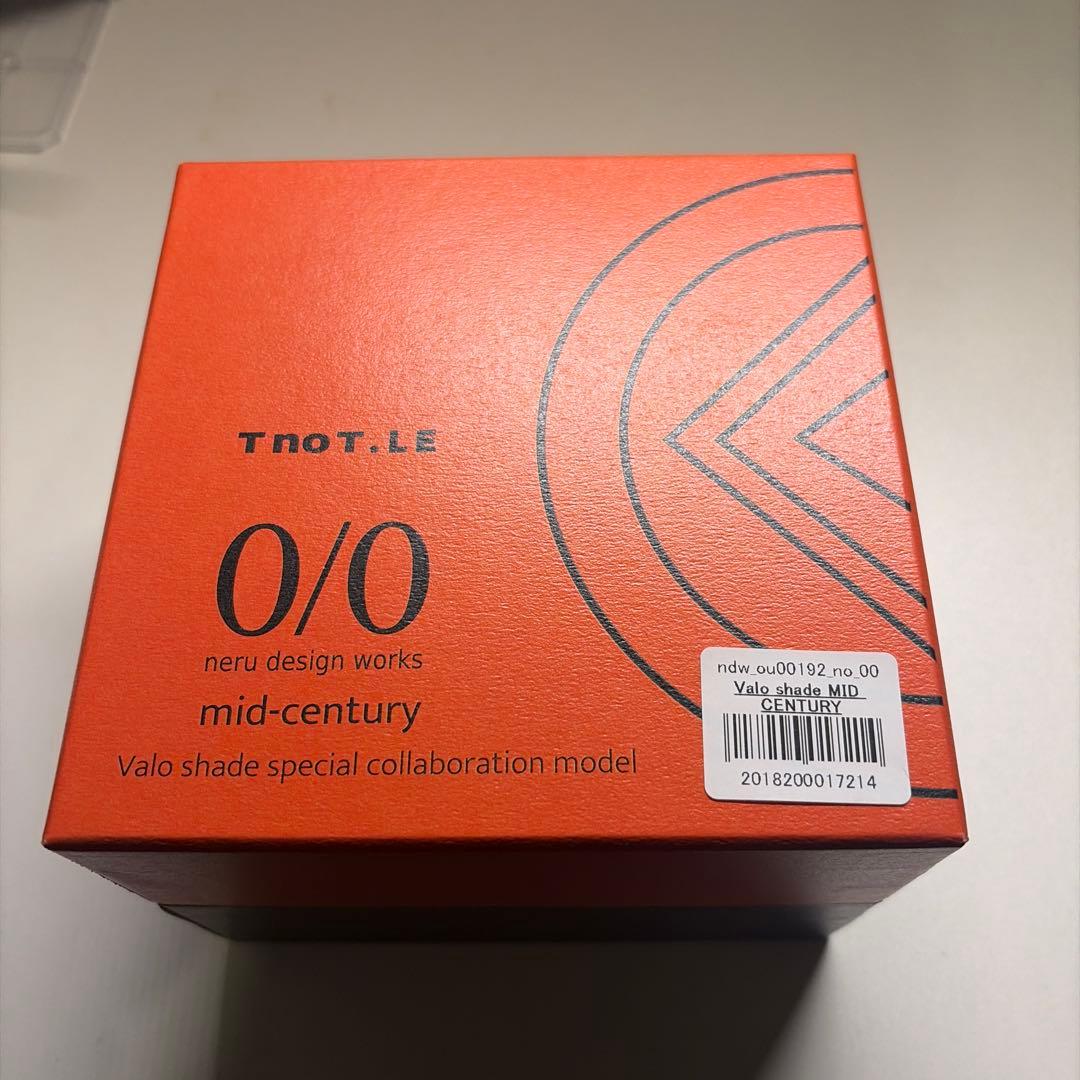 TnoT.LE
0/0
neru design works
mid-century
Valo shade special collaboration model
ndw_ou00192_no_00
Valo shade MID
CENTURY
2018200017214